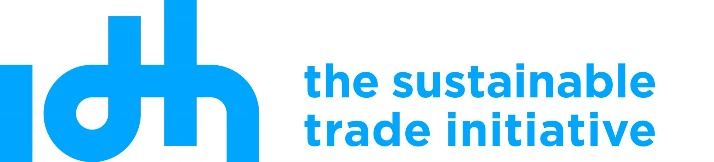 idh
the sustainable
trade initiative